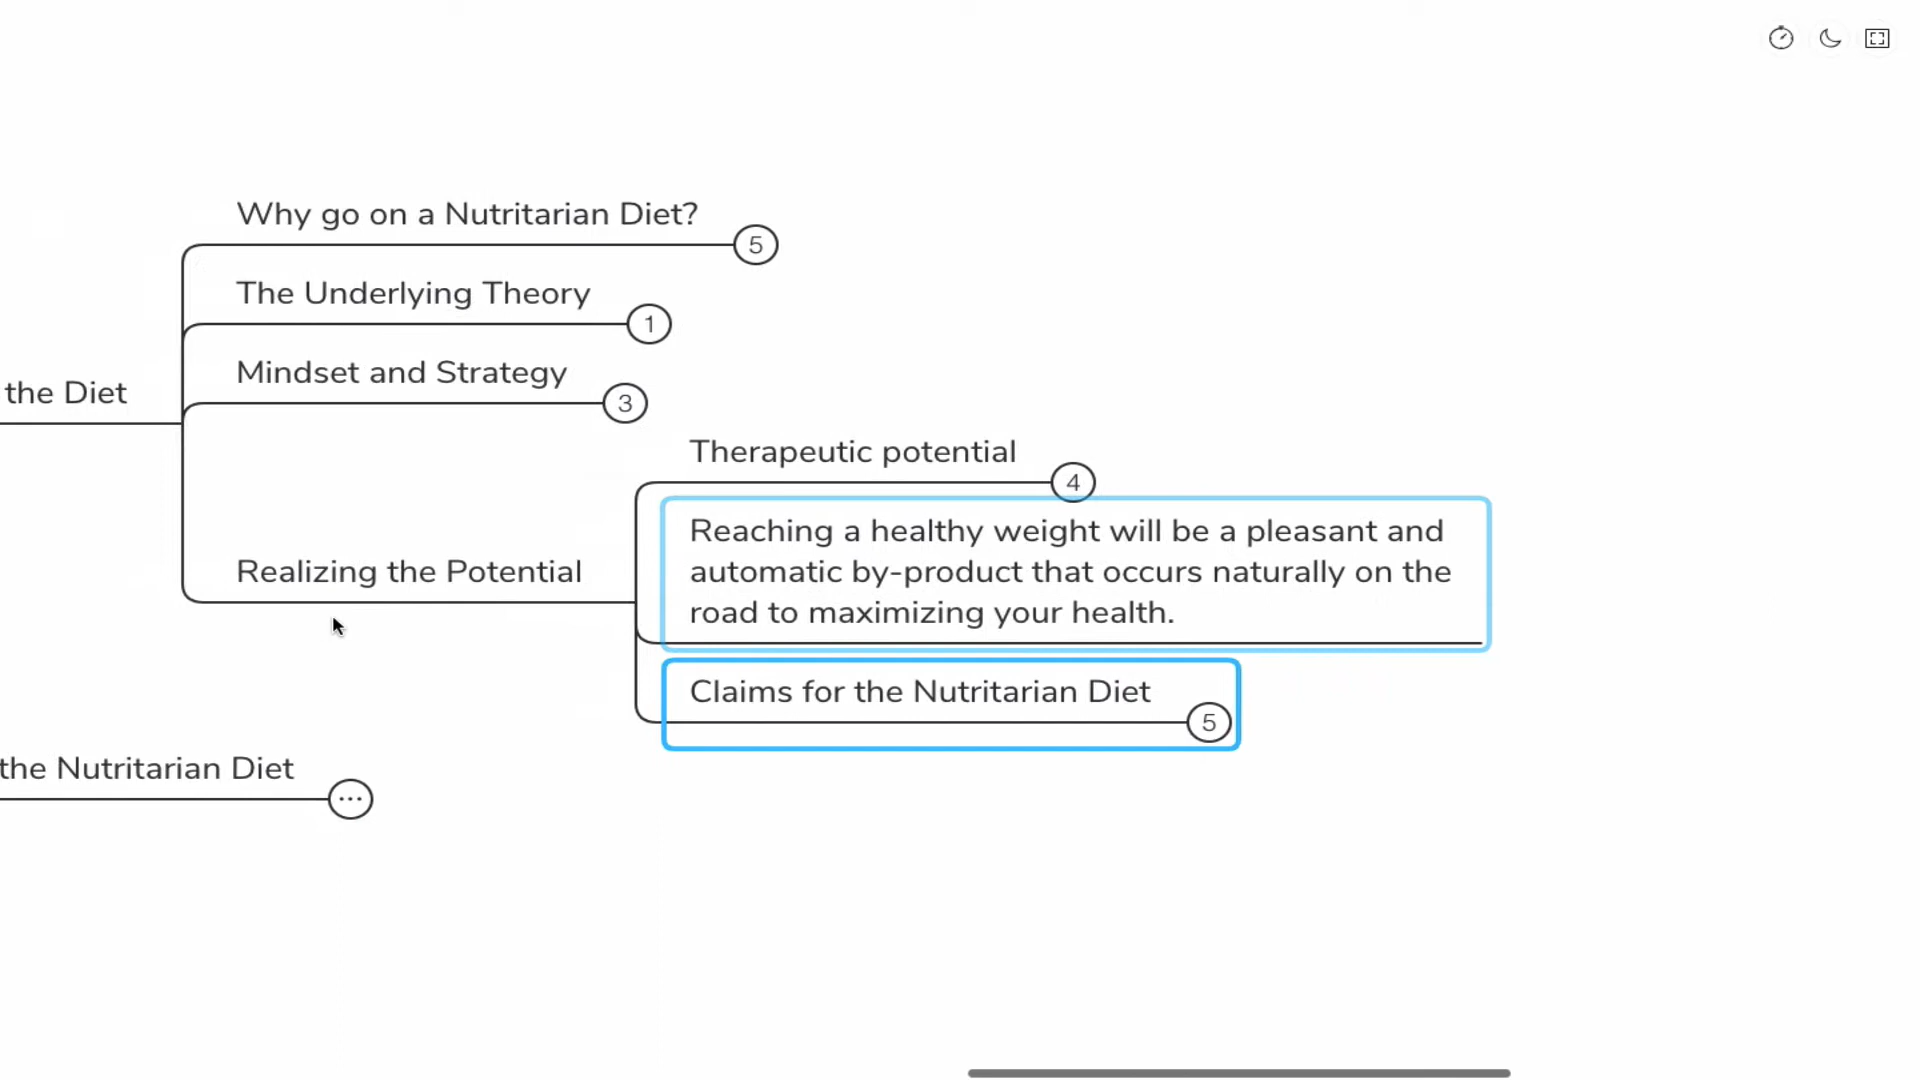 Why go on a Nutritarian Diet?
5
The Underlying Theory
1
Mindset and Strategy
3
the Diet
Therapeutic potential
4
Reaching a healthy weight will be a pleasant and
automatic by-product that occurs naturally on the
road to maximizing your health.
Realizing the Potential
Claims for the Nutritarian Diet
5
the Nutritarian Diet
...